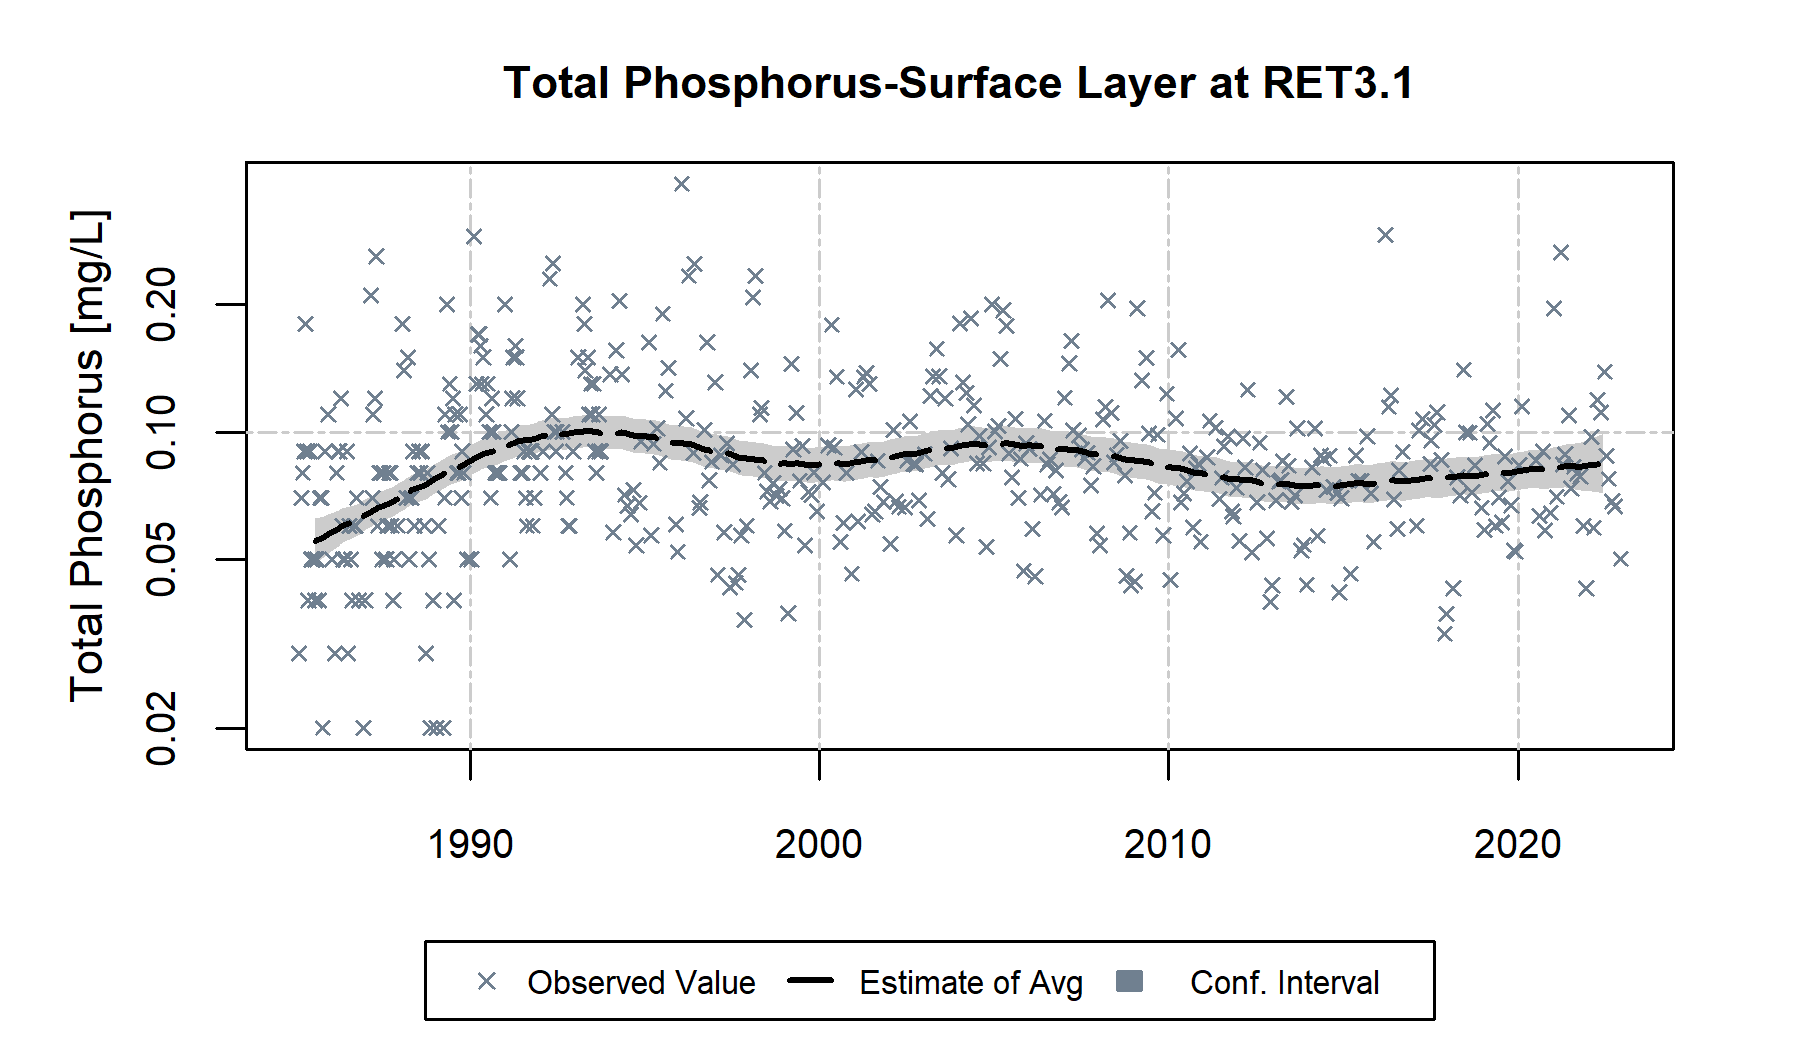 Total Phosphorus-Surface Layer at RET3.1
Total Phosphorus [mg/L]
0.20
0.10
0.05
0.02
1990 2000 2010 2020
Observed Value Estimate of Avg Conf. Interval